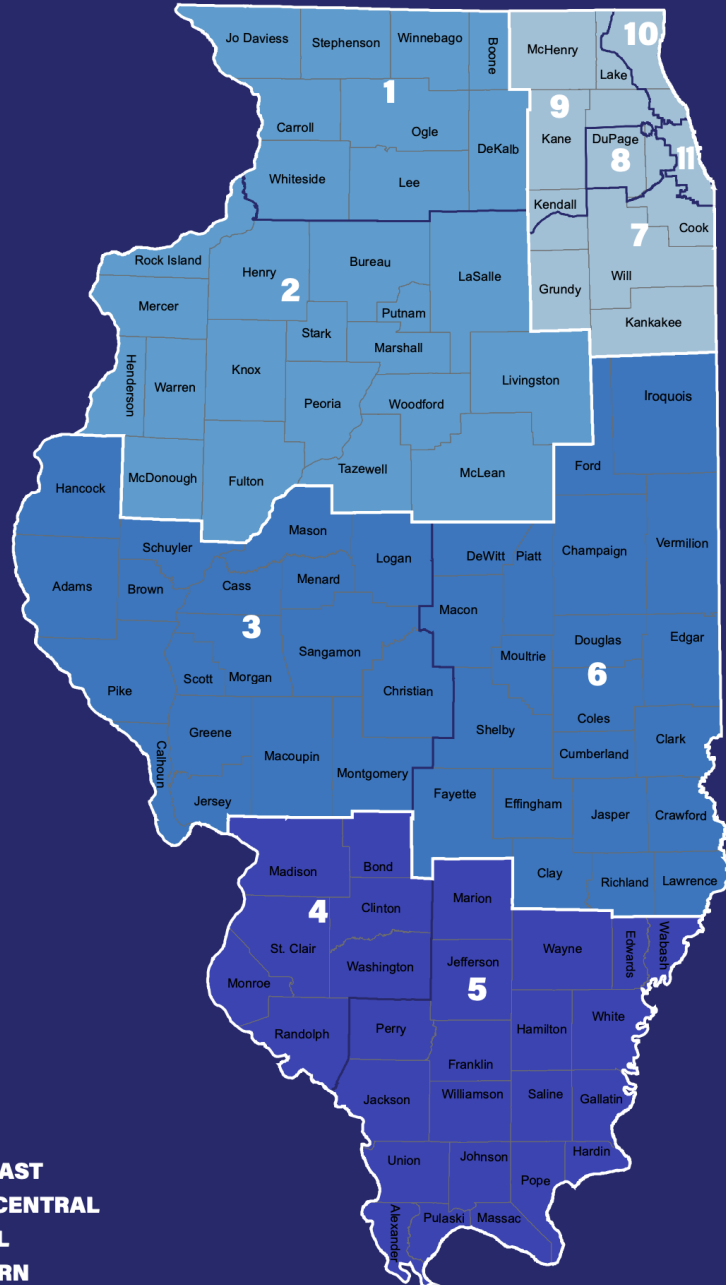 Jo Daviess
Stephenson
Winnebago
Boone
McHenry
Lake
10
1
9
Carroll
Ogle
DeKalb
Kane
DuPage
8
11
Whiteside
Lee
Kendall
Cook
7
Rock Island
Henry
2
Bureau
LaSalle
Grundy
Will
Mercer
Putnam
Stark
Marshall
Kankakee
Henderson
Warren
Knox
Peoria
Woodford
Livingston
Iroquois
McDonough
Fulton
Tazewell
McLean
Ford
Hancock
Mason
Schuyler
Logan
DeWitt
Piatt
Champaign
Vermilion
Adams
Brown
Cass
Menard
Macon
3
Sangamon
Douglas
Edgar
Moultrie
6
Pike
Scott
Morgan
Christian
Coles
Greene
Shelby
Clark
Calhoun
Macoupin
Montgomery
Cumberland
Jersey
Fayette
Effingham
Jasper
Crawford
Madison
Bond
Clay
Richland
Lawrence
4
Clinton
Marion
St. Clair
Washington
Jefferson
Wayne
Edwards
Wabash
Monroe
5
Randolph
Perry
Hamilton
White
Franklin
Jackson
Williamson
Saline
Gallatin
Union
Johnson
Hardin
Pope
Alexander
Pulaski
Massac
AST
CENTRAL
L
RN